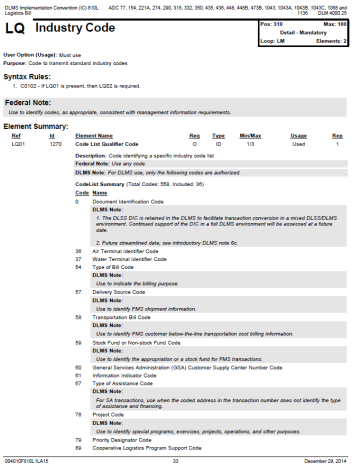 DLMS Implementation Convention (IC) 810L ADC 77, 164, 221A, 274, 290, 315, 332, 350, 435, 436, 448, 448B, 473B, 1043, 1043A, 1043B, 1043C, 1068 and
Logistics Bill 1136 DLM 4000.25
LQ Industry Code
Pos: 310 Max: 100
Detail - Mandatory
Loop: LM Elements: 2
User Option (Usage): Must use
Purpose: Code to transmit standard industry codes
Syntax Rules:
1. C0102 - If LQ01 is present, then LQ02 is required.
Federal Note:
Use to identify codes, as appropriate, consistent with management information requirements.
Element Summary:
Ref Id Element Name Req Type Min/Max Usage Rep
LQ01 1270 Code List Qualifier Code O ID 1/3 Used 1
Description: Code identifying a specific industry code list
Federal Note: Use any code.
DLMS Note: For DLMS use, only the following codes are authorized.
CodeList Summary (Total Codes: 558, Included: 36)
Code Name
0 Document Identification Code
DLMS Note:
1. The DLSS DIC is retained in the DLMS to facilitate transaction conversion in a mixed DLSS/DLMS
environment. Continued support of the DIC in a full DLMS environment will be assessed at a future
date.
2. Future streamlined data; see introductory DLMS note 6c.
36 Air Terminal Identifier Code
37 Water Terminal Identifier Code
54 Type of Bill Code
DLMS Note:
Use to indicate the billing purpose.
57 Delivery Source Code
DLMS Note:
Use to identify FMS shipment information.
58 Transportation Bill Code
DLMS Note:
Use to identify FMS customer below-the-line transportation cost billing information.
59 Stock Fund or Non-stock Fund Code
DLMS Note:
Use to identify the appropriation or a stock fund for FMS transactions.
60 General Services Administration (GSA) Customer Supply Center Number Code
61 Information Indicator Code
67 Type of Assistance Code
DLMS Note:
For SA transactions, use when the coded address in the transaction number does not identify the type
of assistance and financing.
78 Project Code
DLMS Note:
Use to identify special programs, exercises, projects, operations, and other purposes.
79 Priority Designator Code
89 Cooperative Logistics Program Support Code
004010F810L1LA15 33 December 29, 2014